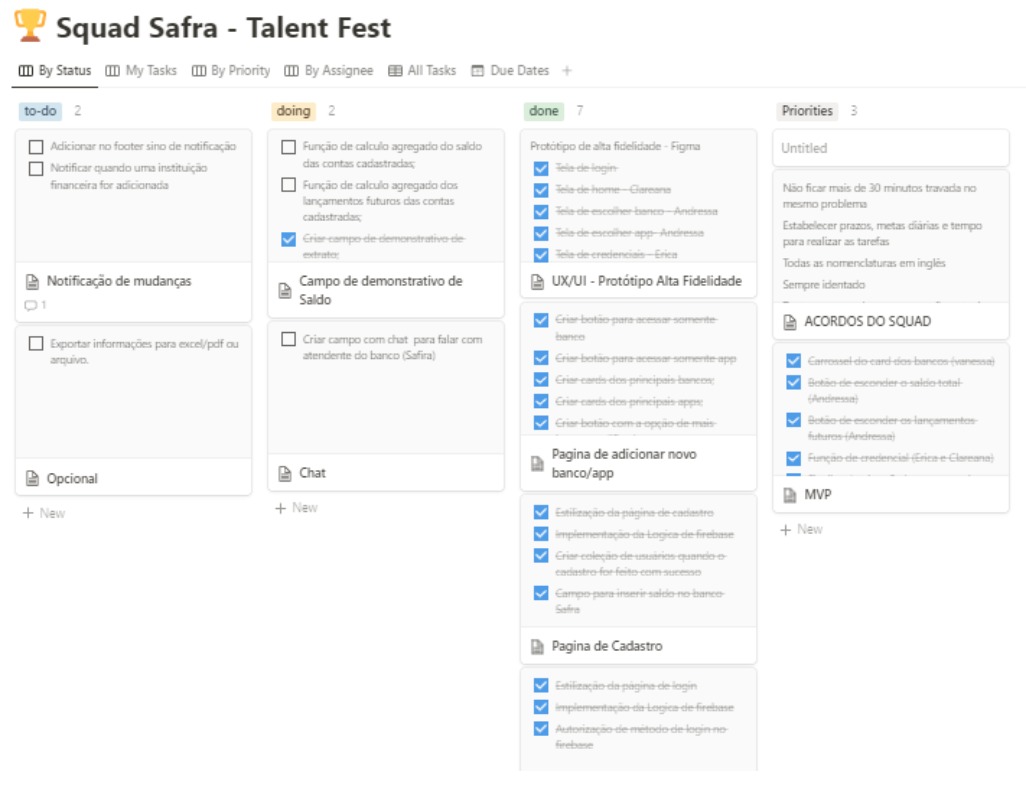 Squad Safra - Talent Fest
By Status My Tasks By Priority By Assignee All Tasks Due Dates +
to-do 2
Adicionar no footer sino de notificação
Notificar quando uma instituição
financeira for adicionada
Notificação de mudanças
1
Exportar informações para excel/pdf ou
arquivo.
Opcional
+ New
doing 2
Função de calculo agregado do saldo
das contas cadastradas;
Função de calculo agregado dos
lançamentos futuros das contas
cadastradas;
Criar campo de demonstrativo de
extrato;
Campo de demonstrativo de
Saldo
Criar campo com chat para falar com
atendente do banco (Safira)
Chat
+ New
done 7
Protótipo de alta fidelidade - Figma
Tela de login
Tela de home - Clareana
Tela de escolher banco - Andressa
Tela de escolher app - Andressa
Tela de credenciais - Erica
UX/UI - Protótipo Alta Fidelidade
Criar botão para acessar somente
banco
Criar botão para acessar somente app
Criar cards dos principais bancos;
Criar cards dos principais apps;
Criar botão com a opção de mais
Pagina de adicionar novo
banco/app
Estilização da página de cadastro
Implementação da Logica de firebase
Criar coleção de usuários quando o
cadastro for feito com sucesso
Campo para inserir saldo no banco
Safra
Pagina de Cadastro
Estilização da página de login
Implementação da Logica de firebase
Autorização de método de login no
firebase
Priorities 3
Untitled
Não ficar mais de 30 minutos travada no
mesmo problema
Estabelecer prazos, metas diárias e tempo
para realizar as tarefas
Todas as nomenclaturas em inglés
Sempre identado
ACORDOS DO SQUAD
Carrossel do card dos bancos (vanessa)
Botão de esconder o saldo total
(Andressa)
Botão de esconder os lançamentos
futuros (Andressa)
Função de credencial (Erica e Clareana)
MVP
+ New